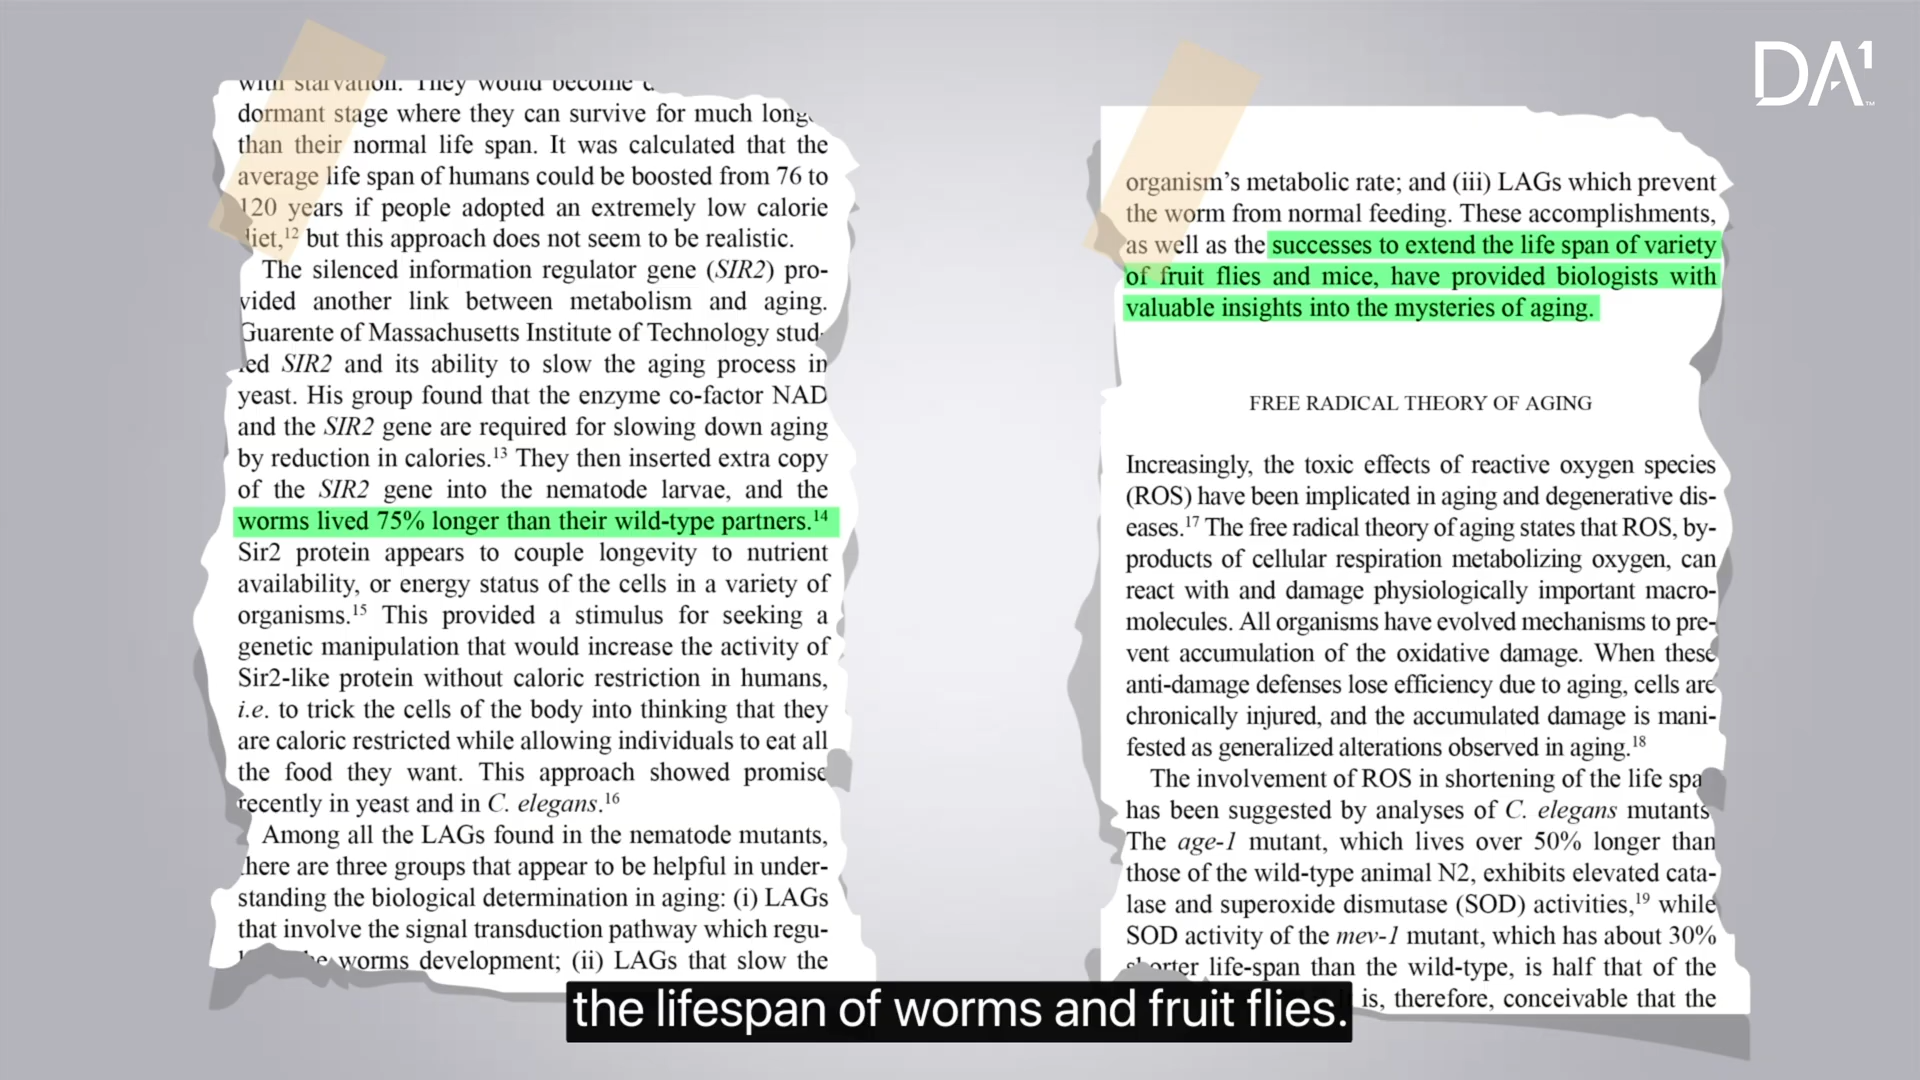 DA¹™
with starvation. They would become
dormant stage where they can survive for much
than their normal life span. It was calculated that the
average life span of humans could be boosted from 76 to
120 years if people adopted an extremely low calorie
diet,¹² but this approach does not seem to be realistic.
The silenced information regulator gene (SIR2) pro-
vided another link between metabolism and aging.
Guarente of Massachusetts Institute of Technology stud-
ied SIR2 and its ability to slow the aging process in
yeast. His group found that the enzyme co-factor NAD
and the SIR2 gene are required for slowing down aging
by reduction in calories.¹³ They then inserted extra copy
of the SIR2 gene into the nematode larvae, and the
worms lived 75% longer than their wild-type partners.¹⁴
Sir2 protein appears to couple longevity to nutrient
availability, or energy status of the cells in a variety of
organisms.¹⁵ This provided a stimulus for seeking a
genetic manipulation that would increase the activity of
Sir2-like protein without caloric restriction in humans,
i.e. to trick the cells of the body into thinking that they
are caloric restricted while allowing individuals to eat all
the food they want. This approach showed promise
recently in yeast and in C. elegans.¹⁶
Among all the LAGs found in the nematode mutants,
there are three groups that appear to be helpful in under-
standing the biological determination in aging: (i) LAGs
that involve the signal transduction pathway which regu-
worms development; (ii) LAGs that slow the
organism's metabolic rate; and (iii) LAGs which prevent
the worm from normal feeding. These accomplishments,
as well as the successes to extend the life span of variety
of fruit flies and mice, have provided biologists with
valuable insights into the mysteries of aging.
FREE RADICAL THEORY OF AGING
Increasingly, the toxic effects of reactive oxygen species
(ROS) have been implicated in aging and degenerative dis-
eases.¹⁷ The free radical theory of aging states that ROS, by-
products of cellular respiration metabolizing oxygen, can
react with and damage physiologically important macro-
molecules. All organisms have evolved mechanisms to pre-
vent accumulation of the oxidative damage. When these
anti-damage defenses lose efficiency due to aging, cells are
chronically injured, and the accumulated damage is mani-
fested as generalized alterations observed in aging.¹⁸
The involvement of ROS in shortening of the life spa
has been suggested by analyses of C. elegans mutants
The age-1 mutant, which lives over 50% longer than
those of the wild-type animal N2, exhibits elevated cata-
lase and superoxide dismutase (SOD) activities,¹⁹ while
SOD activity of the mev-1 mutant, which has about 30%
shorter life-span than the wild-type, is half that of the
is, therefore, conceivable that the
the lifespan of worms and fruit flies.